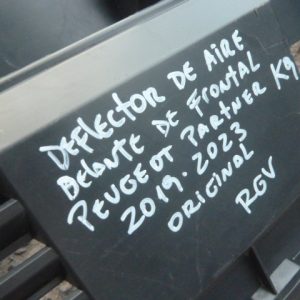 DEFLECTOR DE AIRE
DELANTE DE FRONTAL
PEUGEOT PARTNER K9
2019.2023
ORIGINAL
RGV